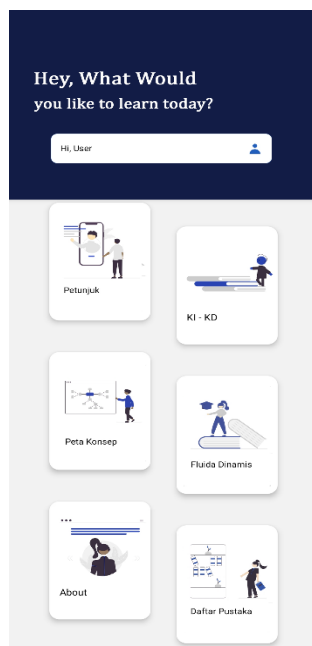 Hey, What Would
you like to learn today?
Hi, User
Petunjuk
KI - KD
Peta Konsep
Fluida Dinamis
About
Daftar Pustaka